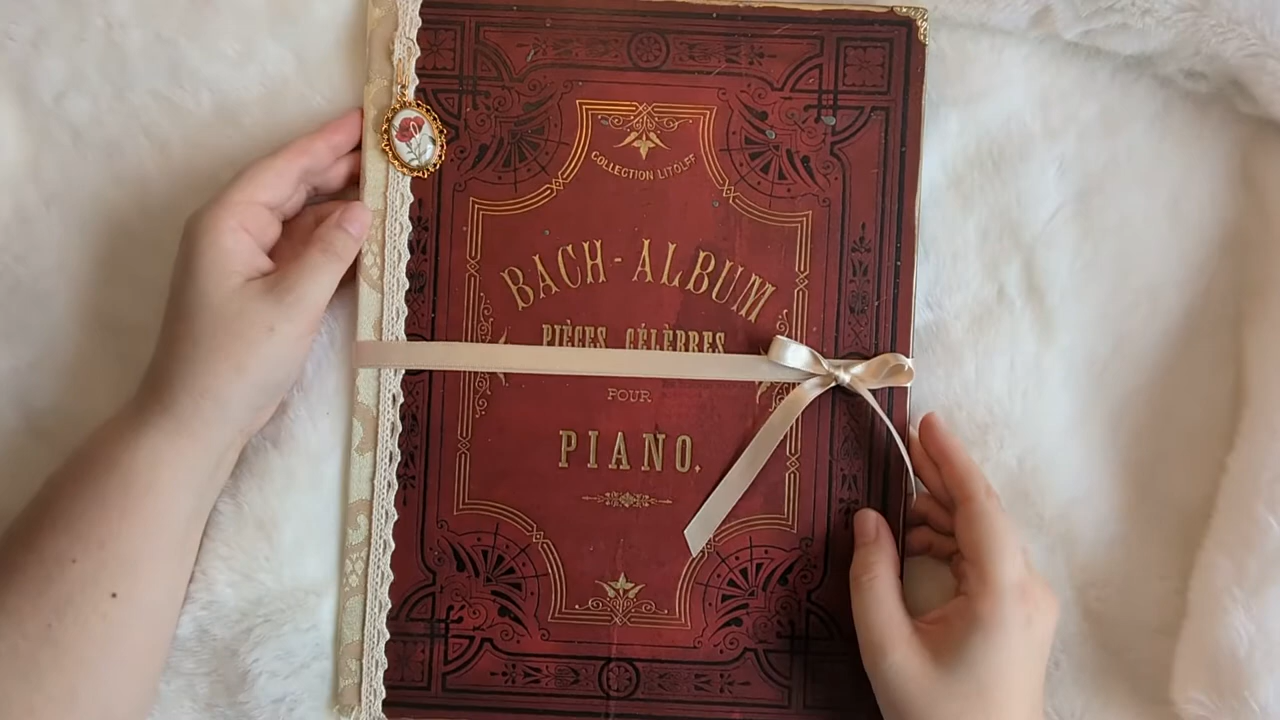 COLLECTION LITOLFF
BACH-ALBUM
PIÈCES CÉLÈBRES
POUR
PIANO.